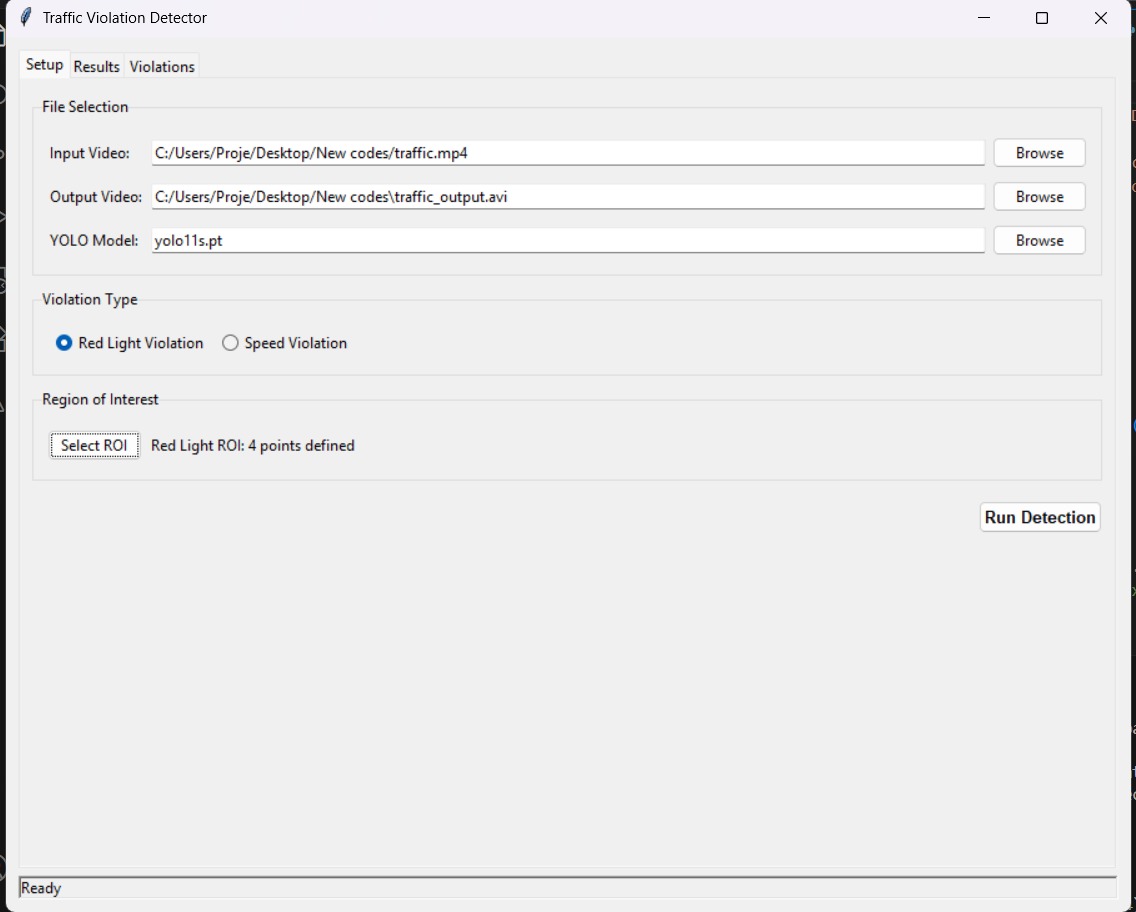 Traffic Violation Detector
Setup Results Violations
File Selection
Input Video: C:/Users/Proje/Desktop/New codes/traffic.mp4 Browse
Output Video: C:/Users/Proje/Desktop/New codes\traffic_output.avi Browse
YOLO Model: yolo11s.pt Browse
Violation Type
Red Light Violation Speed Violation
Region of Interest
Select ROI Red Light ROI: 4 points defined
Run Detection
Ready